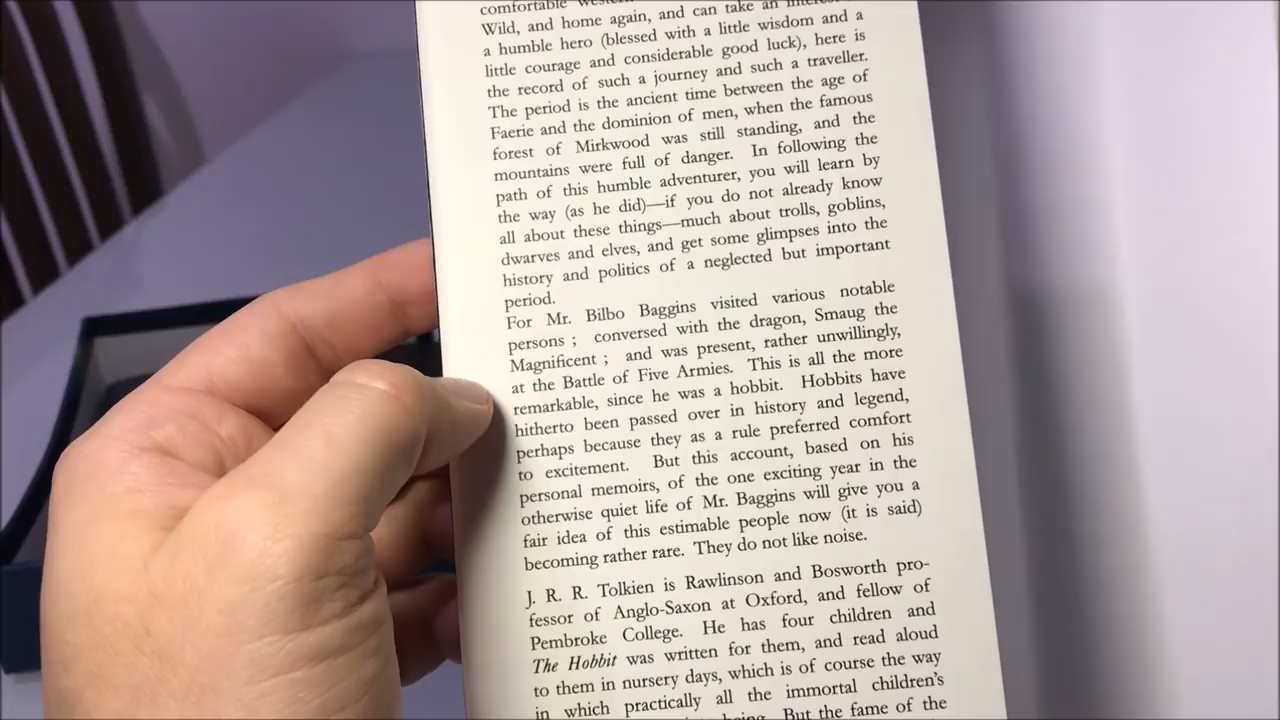 comfortable
Wild, and home again, and can take an
a humble hero (blessed with a little wisdom and a
little courage and considerable good luck), here is
the record of such a journey and such a traveller.
The period is the ancient time between the age of
Faerie and the dominion of men, when the famous
forest of Mirkwood was still standing, and the
mountains were full of danger. In following the
path of this humble adventurer, you will learn by
the way (as he did)—if you do not already know
all about these things—much about trolls, goblins,
dwarves and elves, and get some glimpses into the
history and politics of a neglected but important
period.
For Mr. Bilbo Baggins visited various notable
persons ; conversed with the dragon, Smaug the
Magnificent ; and was present, rather unwillingly,
at the Battle of Five Armies. This is all the more
remarkable, since he was a hobbit. Hobbits have
hitherto been passed over in history and legend,
perhaps because they as a rule preferred comfort
to excitement. But this account, based on his
personal memoirs, of the one exciting year in the
otherwise quiet life of Mr. Baggins will give you a
fair idea of this estimable people now (it is said)
becoming rather rare. They do not like noise.
J. R. R. Tolkien is Rawlinson and Bosworth pro-
fessor of Anglo-Saxon at Oxford, and fellow of
Pembroke College. He has four children and
The Hobbit was written for them, and read aloud
to them in nursery days, which is of course the way
in which practically all the immortal children's
being. But the fame of the